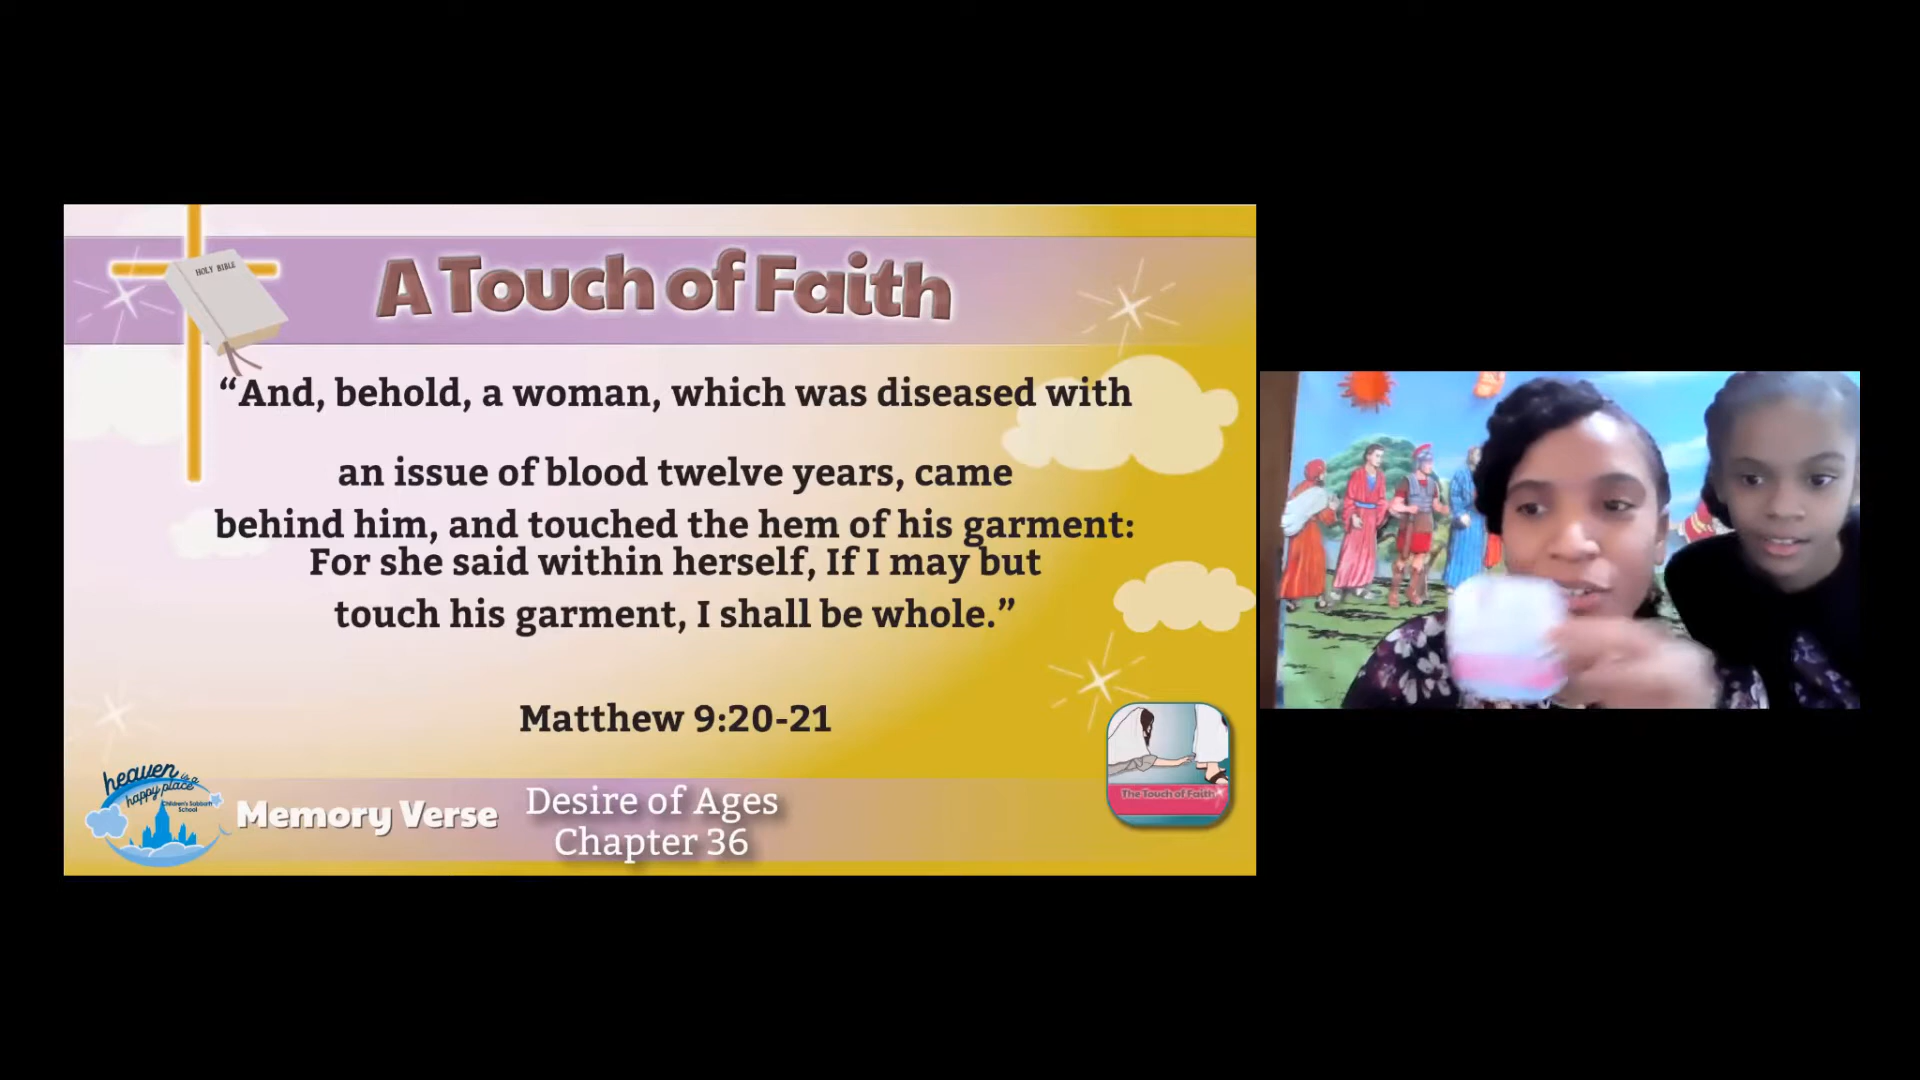 HOLY BIBLE
A Touch of Faith
“And, behold, a woman, which was diseased with
an issue of blood twelve years, came
behind him, and touched the hem of his garment:
For she said within herself, If I may but
touch his garment, I shall be whole.”
Matthew 9:20-21
The Touch of Faith
heaven is a
happy place
Children's Sabbath
School
Memory Verse
Desire of Ages
Chapter 36